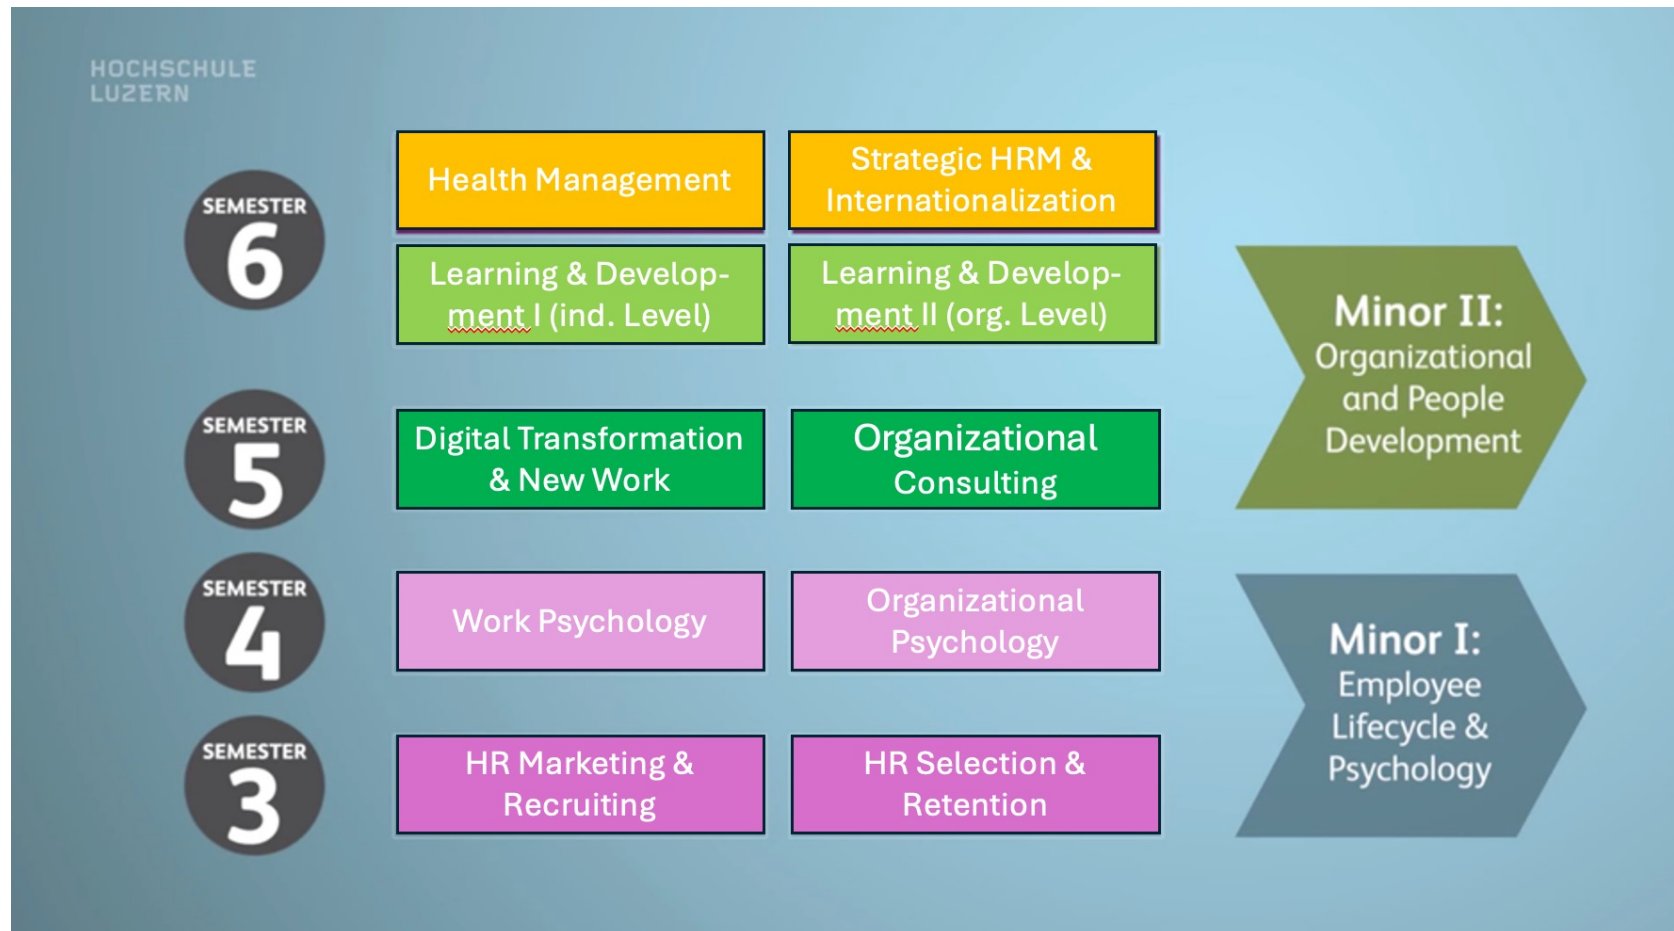 HOCHSCHULE
LUZERN
SEMESTER
6
Health Management
Strategic HRM &
Internationalization
Learning & Develop-
ment I (ind. Level)
Learning & Develop-
ment II (org. Level)
Minor II:
Organizational
and People
Development
SEMESTER
5
Digital Transformation
& New Work
Organizational
Consulting
SEMESTER
4
Work Psychology
Organizational
Psychology
Minor I:
Employee
Lifecycle &
Psychology
SEMESTER
3
HR Marketing &
Recruiting
HR Selection &
Retention